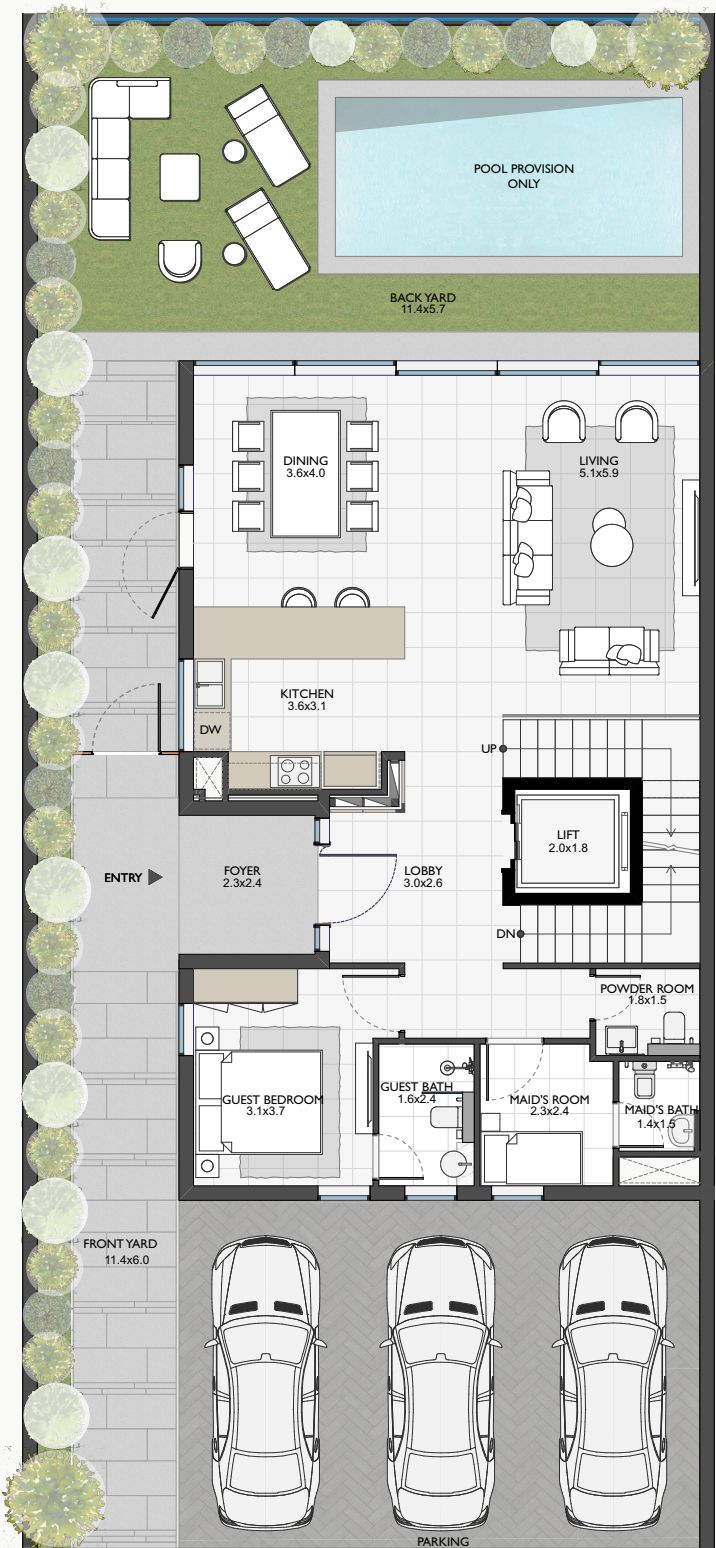 POOL PROVISION
ONLY
BACK YARD
11.4x5.7
DINING
3.6x4.0
LIVING
5.1x5.9
KITCHEN
3.6x3.1
DW
UP
LIFT
2.0x1.8
ENTRY
FOYER
2.3x2.4
LOBBY
3.0x2.6
DN
POWDER ROOM
1.8x1.5
GUEST BEDROOM
3.1x3.7
GUEST BATH
1.6x2.4
MAID'S ROOM
2.3x2.4
MAID'S BATH
1.4x1.5
FRONT YARD
11.4x6.0
PARKING